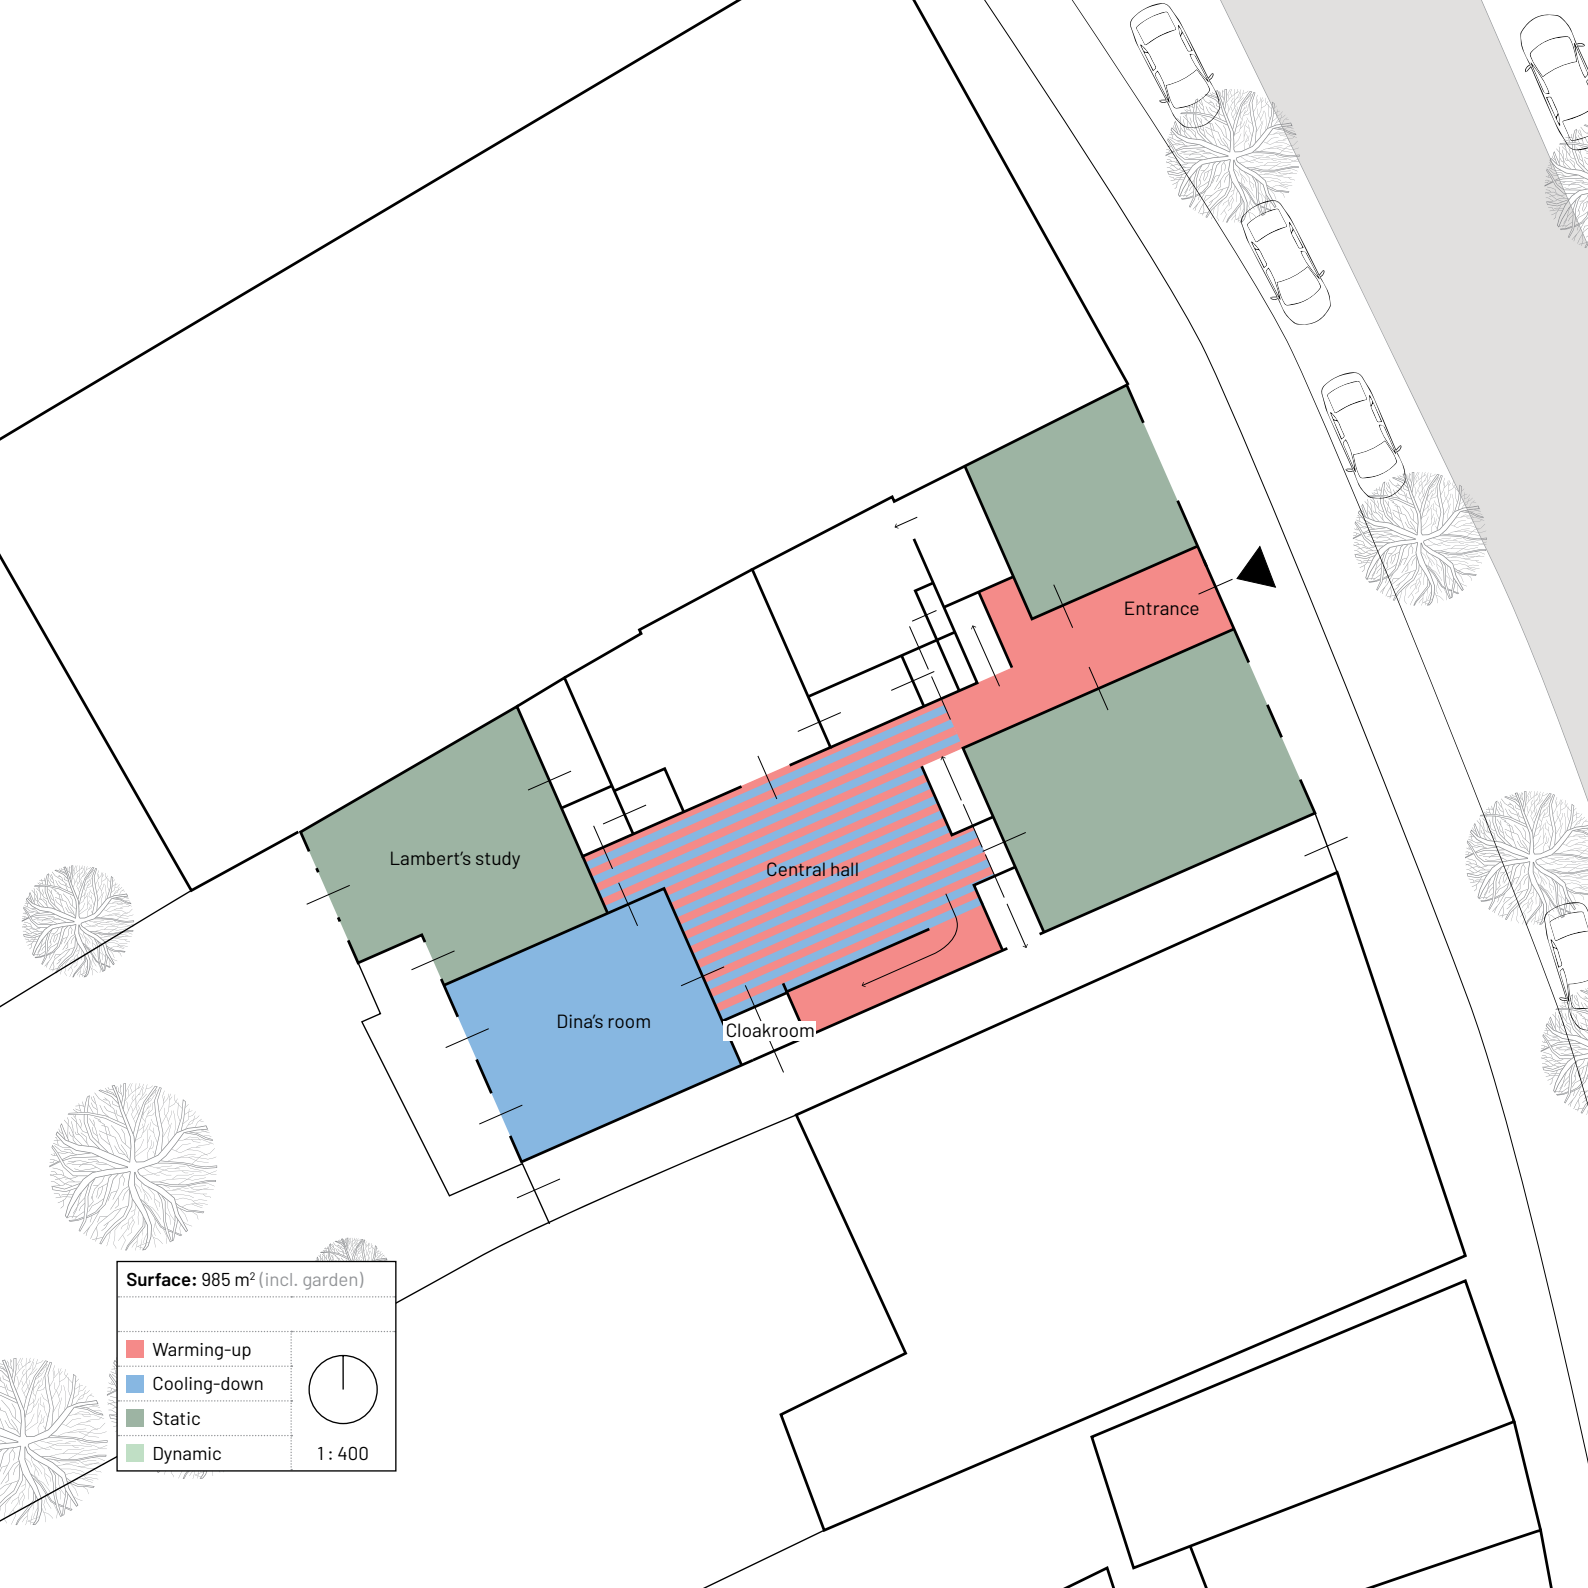 Entrance
Lambert’s study
Central hall
Dina’s room
Cloakroom
Surface: 985 m² (incl. garden)
Warming-up
Cooling-down
Static
Dynamic
1 : 400